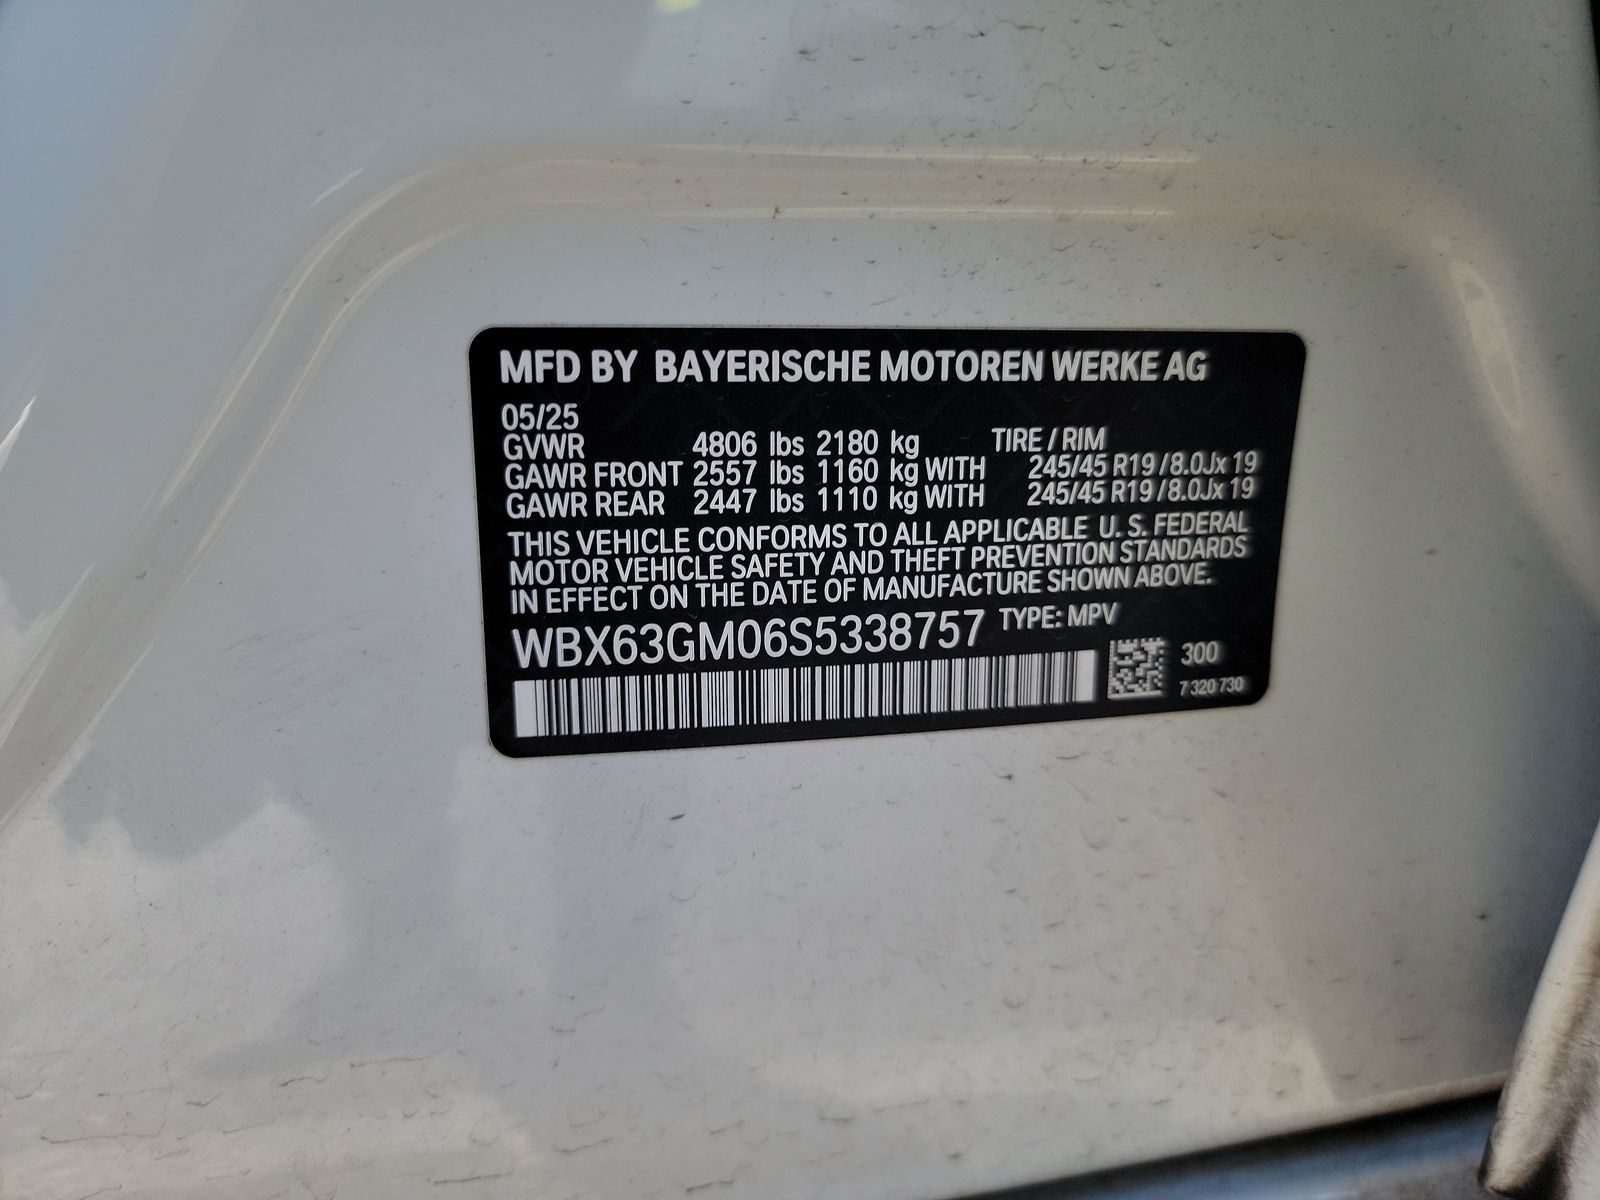 MFD BY BAYERISCHE MOTOREN WERKE AG
05/25
GVWR 4806 lbs 2180 kg TIRE / RIM
GAWR FRONT 2557 lbs 1160 kg WITH 245/45 R19 / 8.0Jx 19
GAWR REAR 2447 lbs 1110 kg WITH 245/45 R19 / 8.0Jx 19
THIS VEHICLE CONFORMS TO ALL APPLICABLE U. S. FEDERAL
MOTOR VEHICLE SAFETY AND THEFT PREVENTION STANDARDS
IN EFFECT ON THE DATE OF MANUFACTURE SHOWN ABOVE.
WBX63GM06S5338757 TYPE: MPV
300
7 320 730